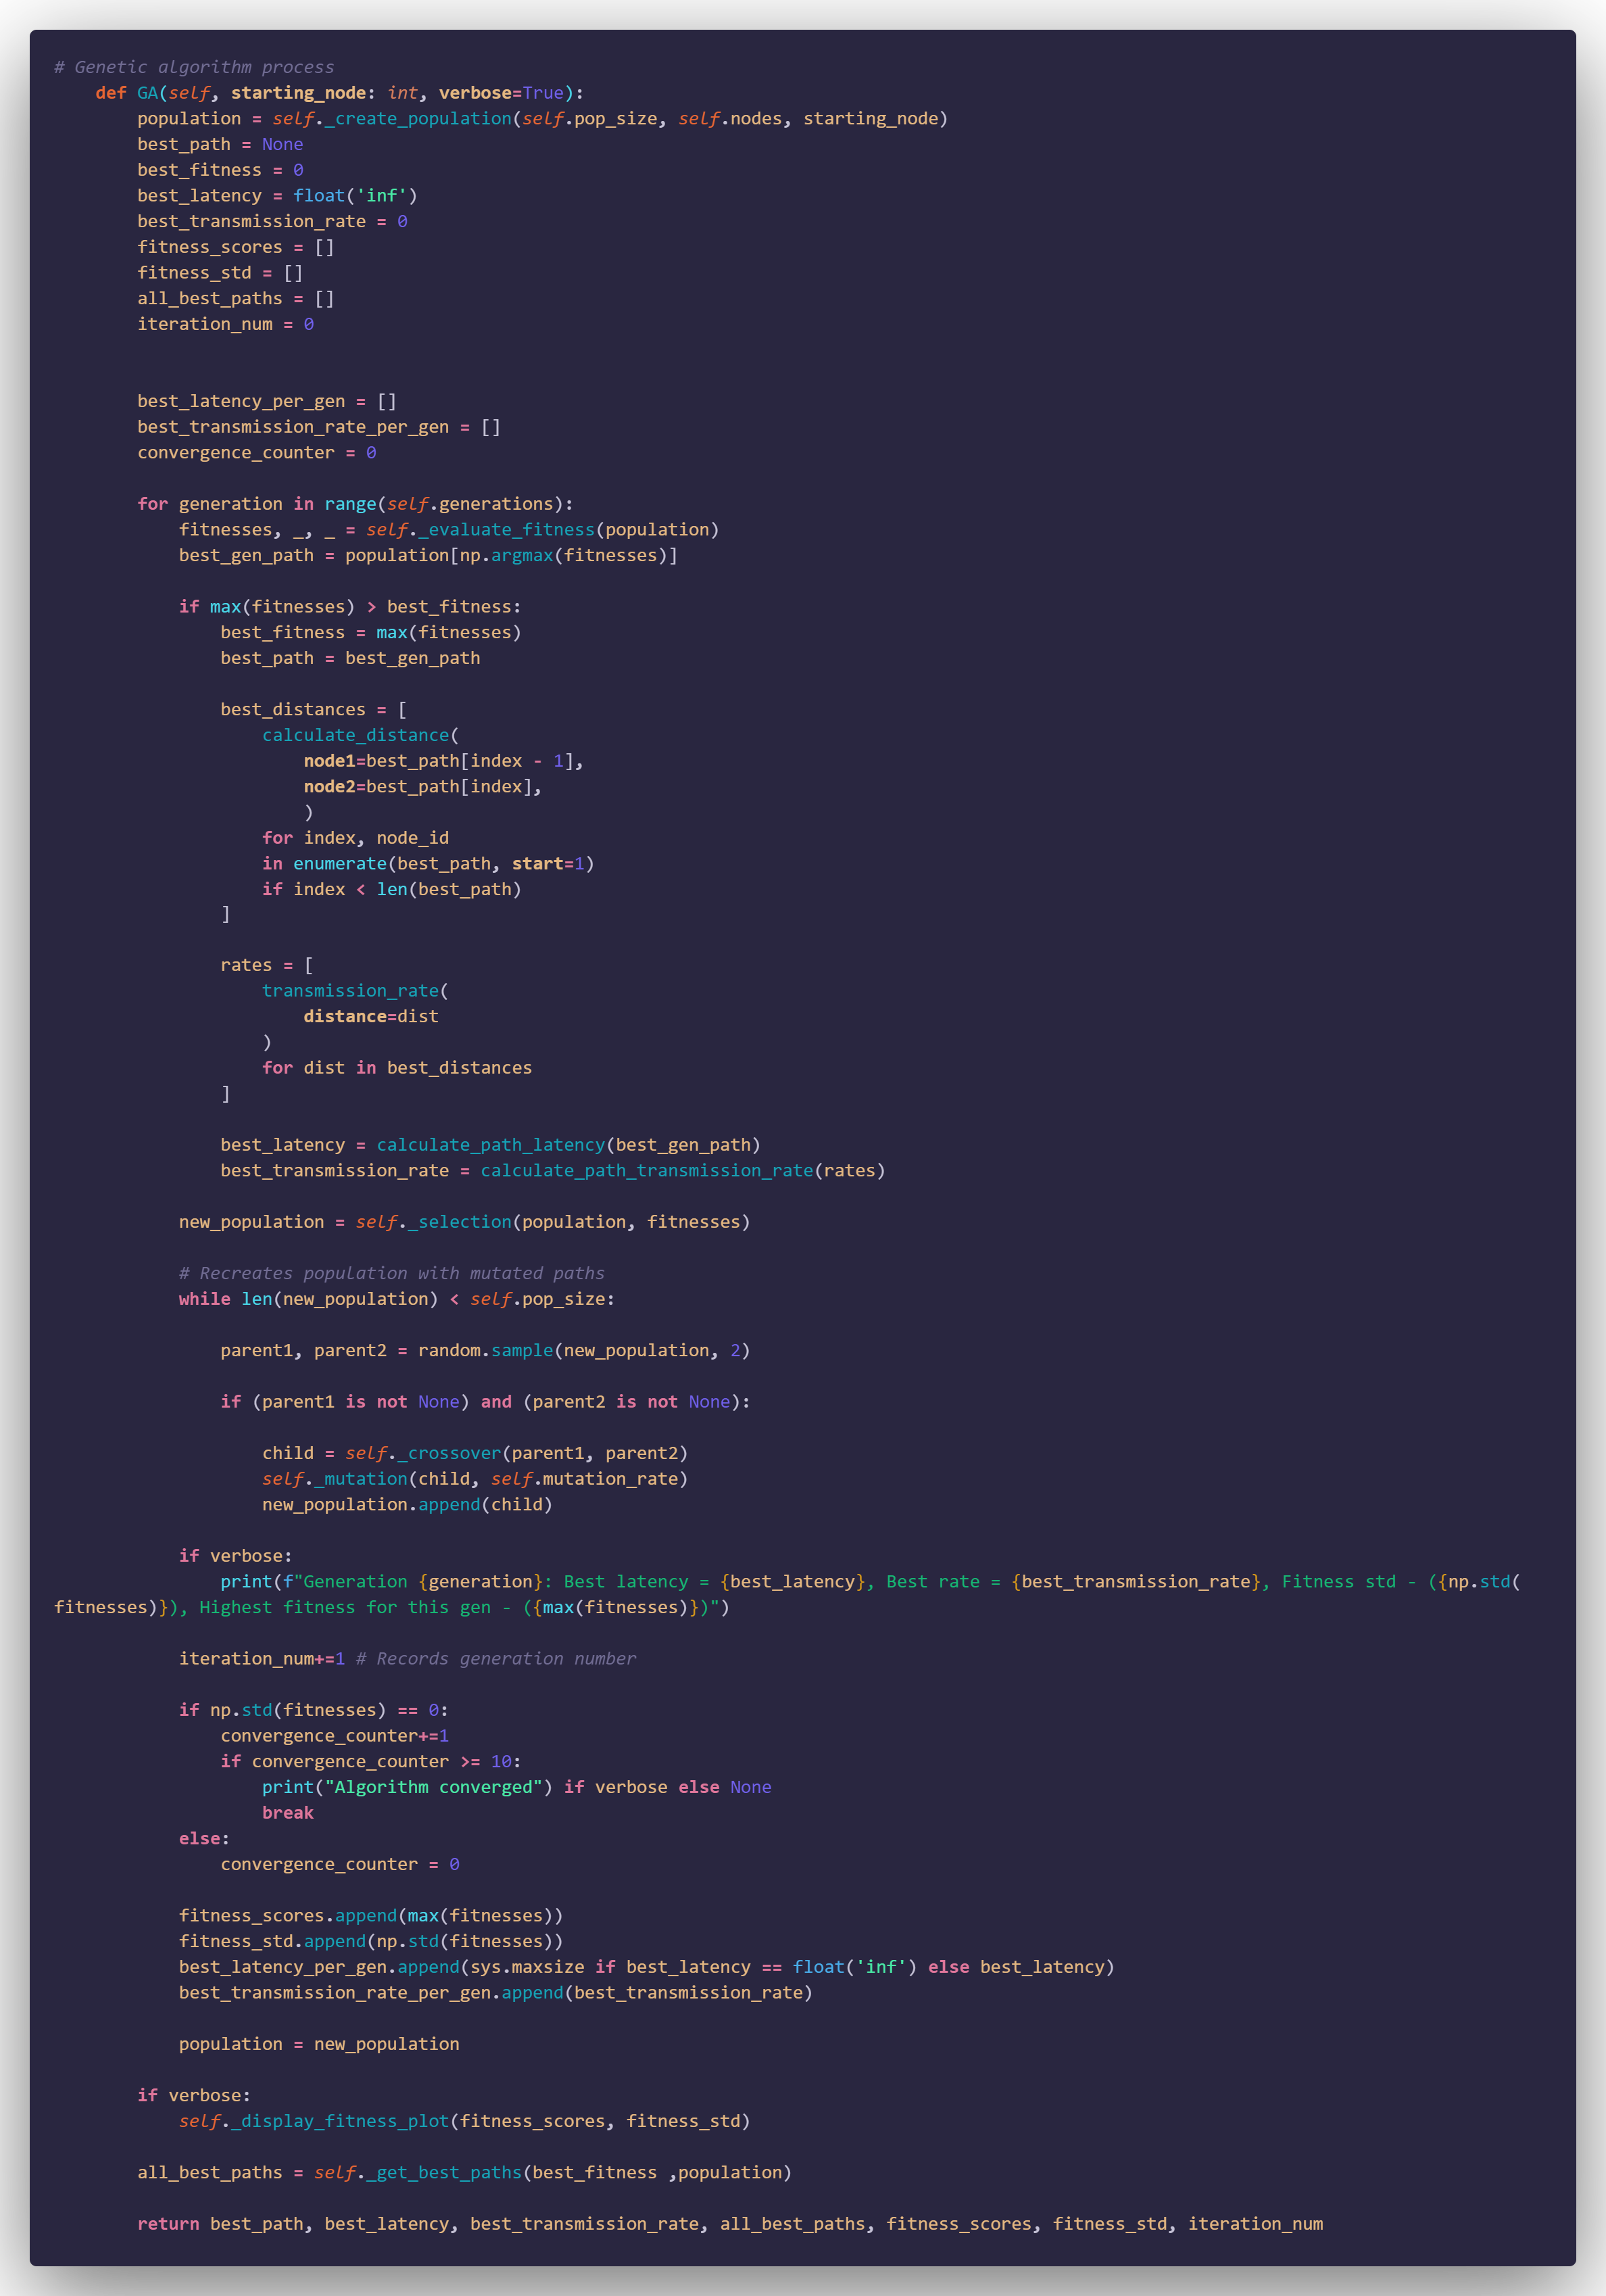 # Genetic algorithm process
    def GA(self, starting_node: int, verbose=True):
        population = self._create_population(self.pop_size, self.nodes, starting_node)
        best_path = None
        best_fitness = 0
        best_latency = float('inf')
        best_transmission_rate = 0
        fitness_scores = []
        fitness_std = []
        all_best_paths = []
        iteration_num = 0


        best_latency_per_gen = []
        best_transmission_rate_per_gen = []
        convergence_counter = 0

        for generation in range(self.generations):
            fitnesses, _, _ = self._evaluate_fitness(population)
            best_gen_path = population[np.argmax(fitnesses)]

            if max(fitnesses) > best_fitness:
                best_fitness = max(fitnesses)
                best_path = best_gen_path

                best_distances = [
                    calculate_distance(
                        node1=best_path[index - 1],
                        node2=best_path[index],
                        )
                    for index, node_id
                    in enumerate(best_path, start=1)
                    if index < len(best_path)
                ]

                rates = [
                    transmission_rate(
                        distance=dist
                    )
                    for dist in best_distances
                ]

                best_latency = calculate_path_latency(best_gen_path)
                best_transmission_rate = calculate_path_transmission_rate(rates)

            new_population = self._selection(population, fitnesses)

            # Recreates population with mutated paths
            while len(new_population) < self.pop_size:

                parent1, parent2 = random.sample(new_population, 2)

                if (parent1 is not None) and (parent2 is not None):

                    child = self._crossover(parent1, parent2)
                    self._mutation(child, self.mutation_rate)
                    new_population.append(child)

            if verbose:
                print(f"Generation {generation}: Best latency = {best_latency}, Best rate = {best_transmission_rate}, Fitness std - ({np.std(
fitnesses)}), Highest fitness for this gen - ({max(fitnesses)})")

            iteration_num+=1 # Records generation number

            if np.std(fitnesses) == 0:
                convergence_counter+=1
                if convergence_counter >= 10:
                    print("Algorithm converged") if verbose else None
                    break
            else:
                convergence_counter = 0

            fitness_scores.append(max(fitnesses))
            fitness_std.append(np.std(fitnesses))
            best_latency_per_gen.append(sys.maxsize if best_latency == float('inf') else best_latency)
            best_transmission_rate_per_gen.append(best_transmission_rate)

            population = new_population

        if verbose:
            self._display_fitness_plot(fitness_scores, fitness_std)

        all_best_paths = self._get_best_paths(best_fitness ,population)

        return best_path, best_latency, best_transmission_rate, all_best_paths, fitness_scores, fitness_std, iteration_num